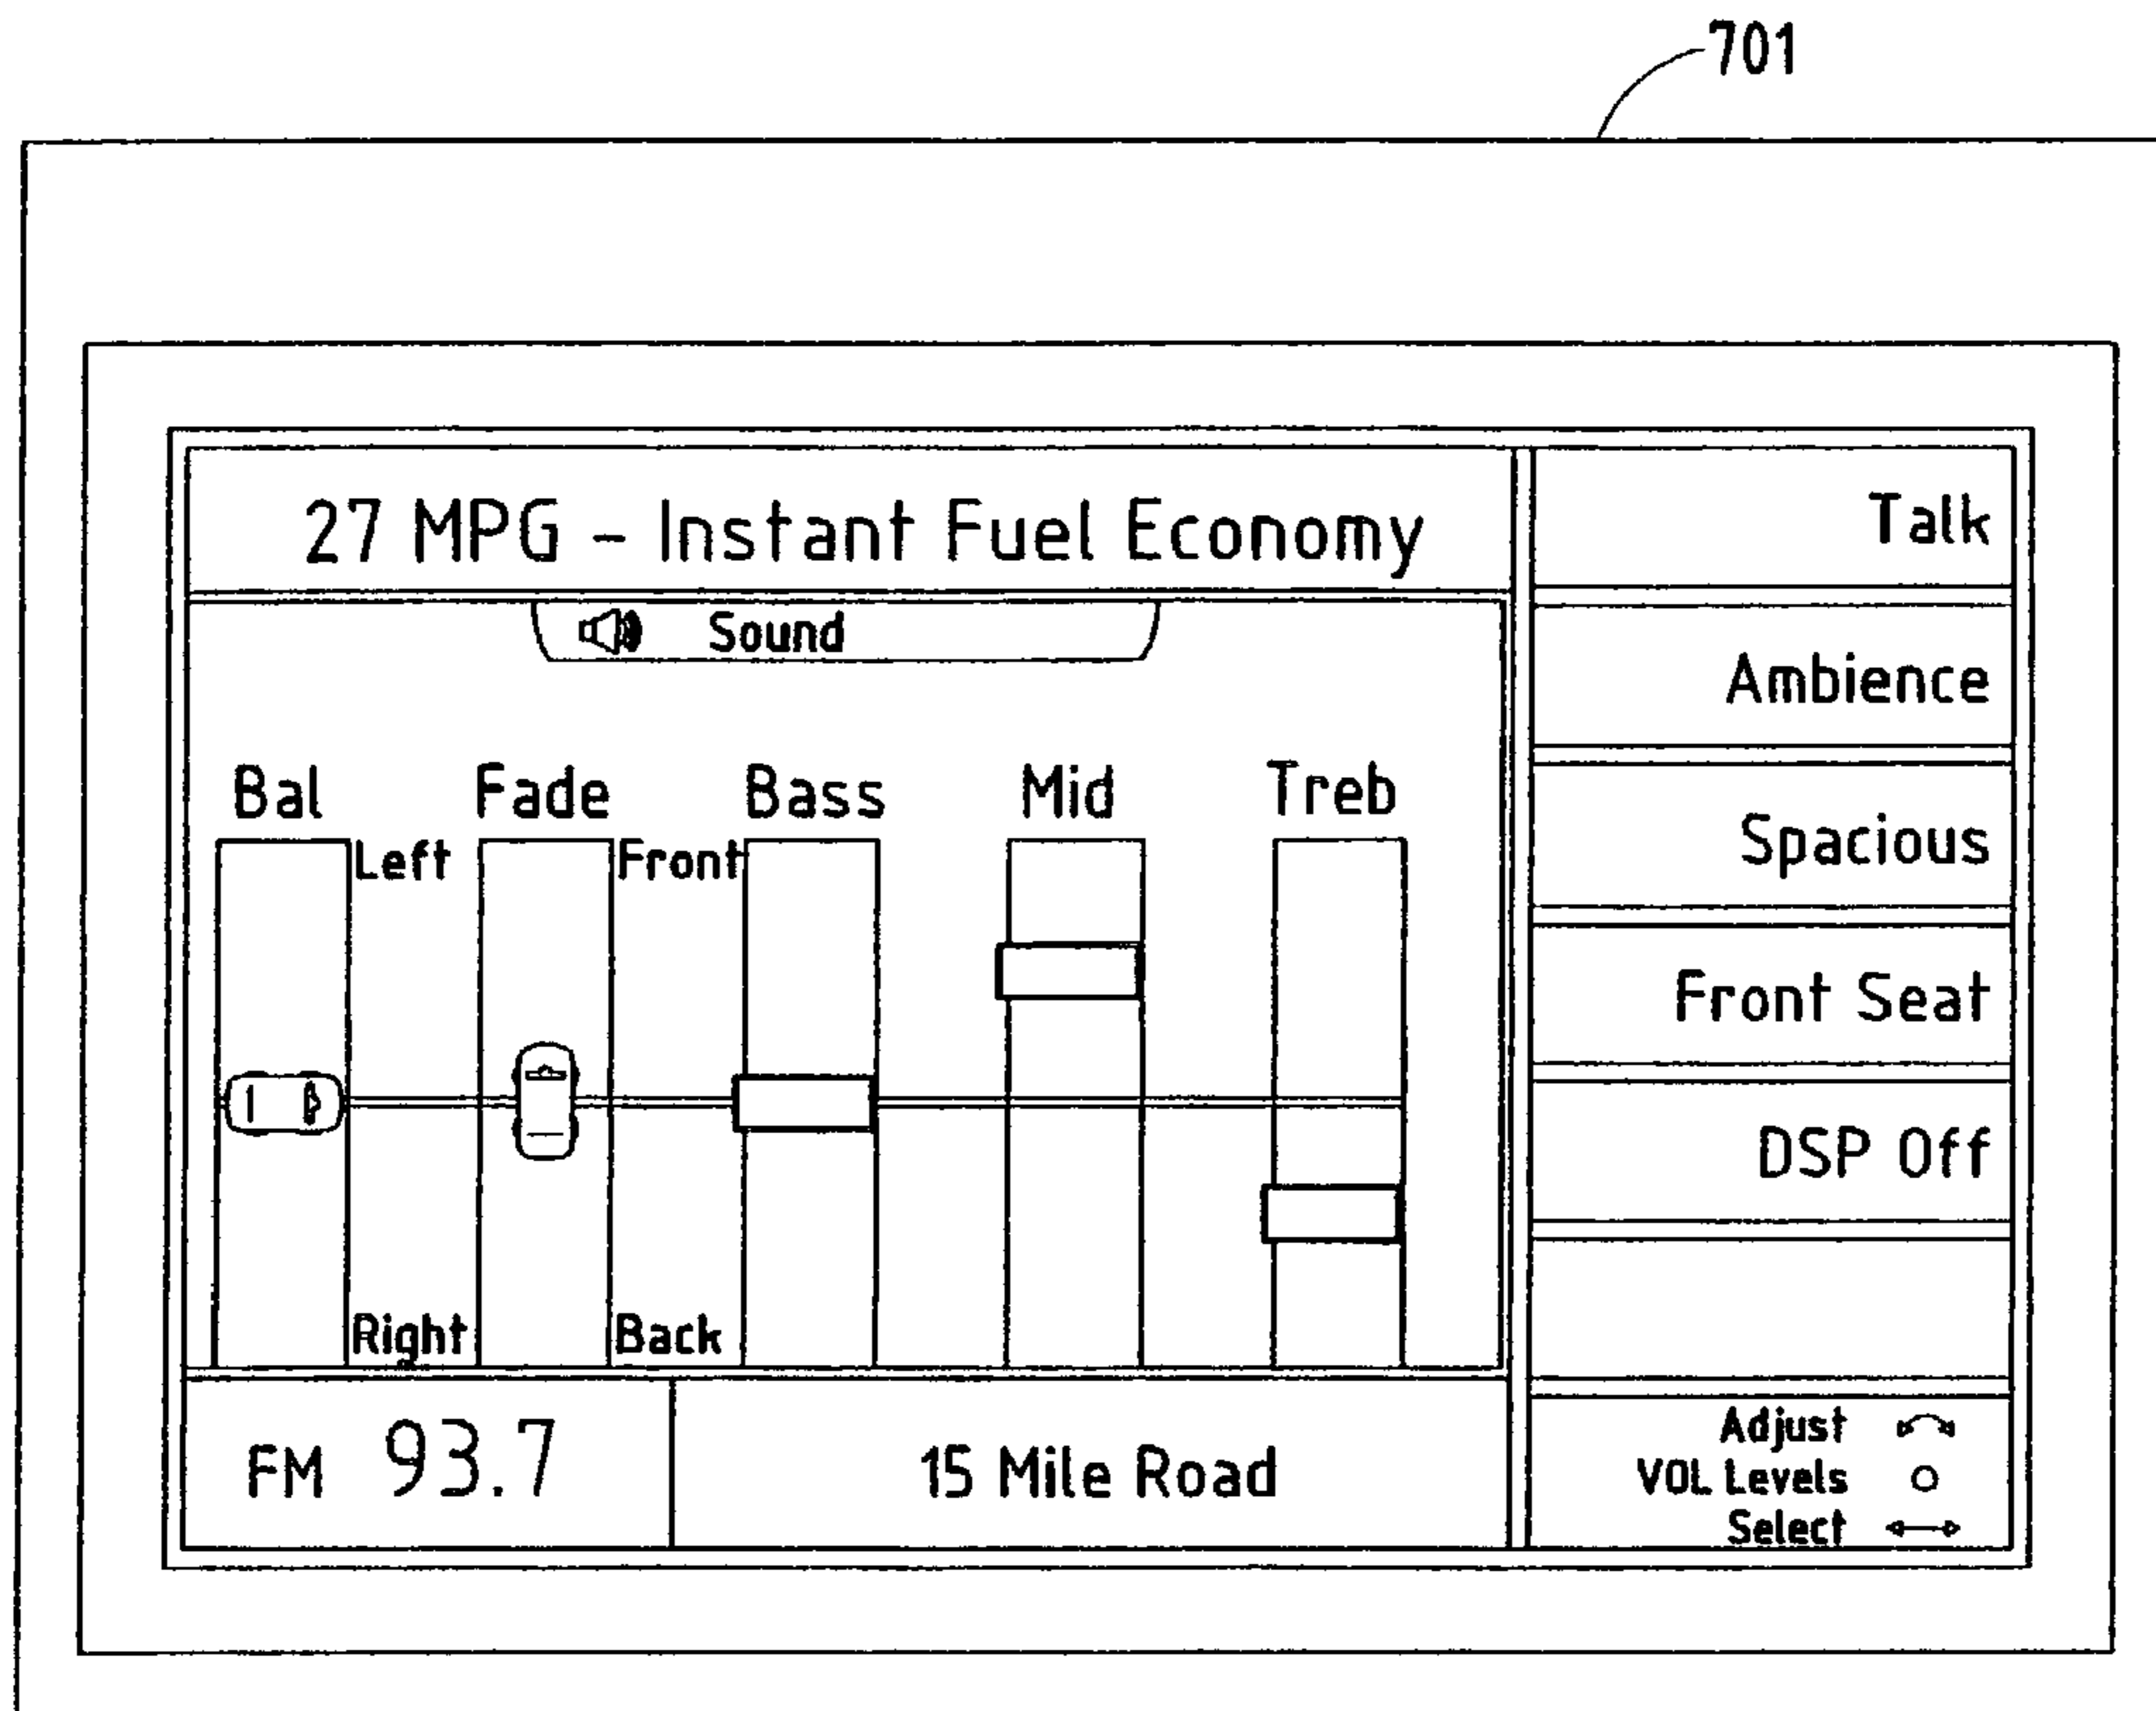 701
27 MPG – Instant Fuel Economy
Sound
Bal Fade Bass Mid Treb
Left Front
Right Back
FM 93.7
15 Mile Road
Talk
Ambience
Spacious
Front Seat
DSP Off
Adjust
VOL Levels
Select